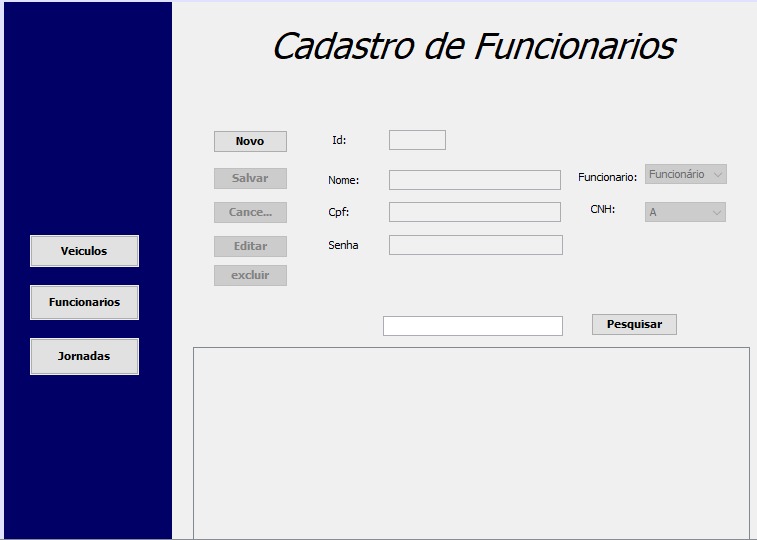 Cadastro de Funcionarios
Novo
Id:
Salvar
Nome:
Funcionario:
Funcionário
Cance...
Cpf:
CNH:
A
Editar
Senha
excluir
Pesquisar
Veiculos
Funcionarios
Jornadas